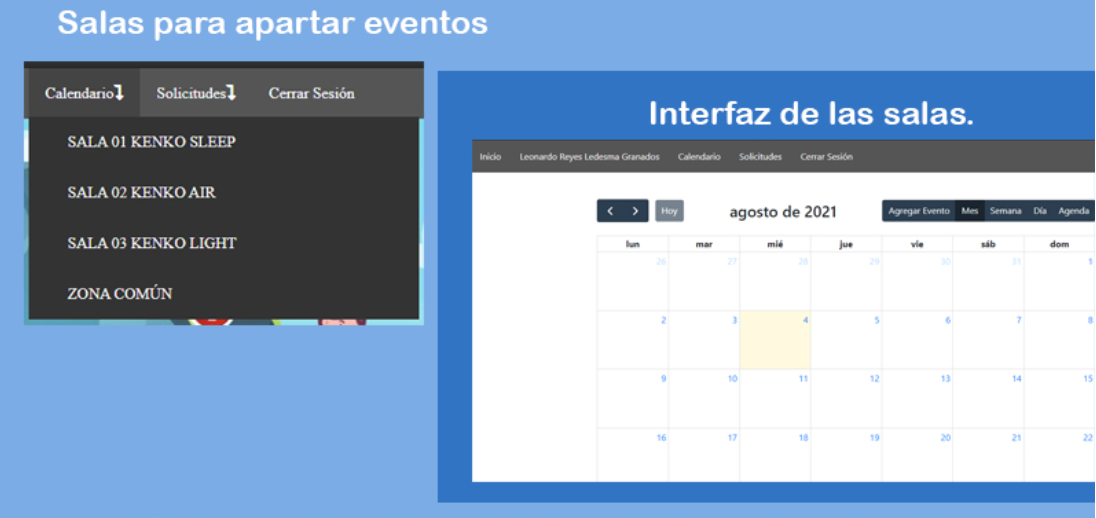 Salas para apartar eventos
Calendario Solicitudes Cerrar Sesión
SALA 01 KENKO SLEEP
SALA 02 KENKO AIR
SALA 03 KENKO LIGHT
ZONA COMÚN
Interfaz de las salas.
Inicio Leonardo Reyes Ledesma Granados Calendario Solicitudes Cerrar Sesión
< > Hoy agosto de 2021 Agregar Evento Mes Semana Día Agenda
lun mar mié jue vie sáb dom
26 27 28 29 30 31 1
2 3 4 5 6 7 8
9 10 11 12 13 14 15
16 17 18 19 20 21 22